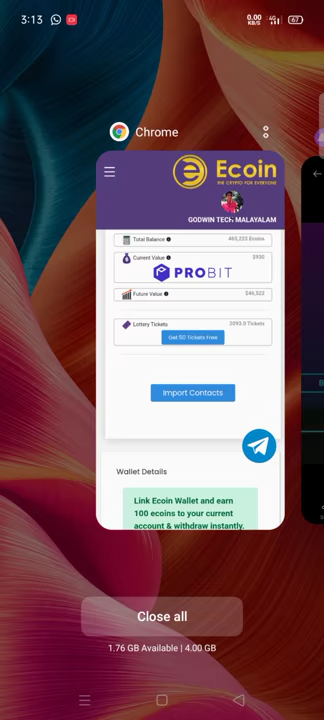 3:13
0.00
KB/S
4G
67
Chrome
Ecoin
THE CRYPTO FOR EVERYONE
GODWIN TECH MALAYALAM
Total Balance
465,223 Ecoins
Current Value
$930
PROBIT
Future Value
$46,522
Lottery Tickets
2093.0 Tickets
Get 50 Tickets Free
Import Contacts
Wallet Details
Link Ecoin Wallet and earn
100 ecoins to your current
account & withdraw instantly.
Close all
1.76 GB Available | 4.00 GB